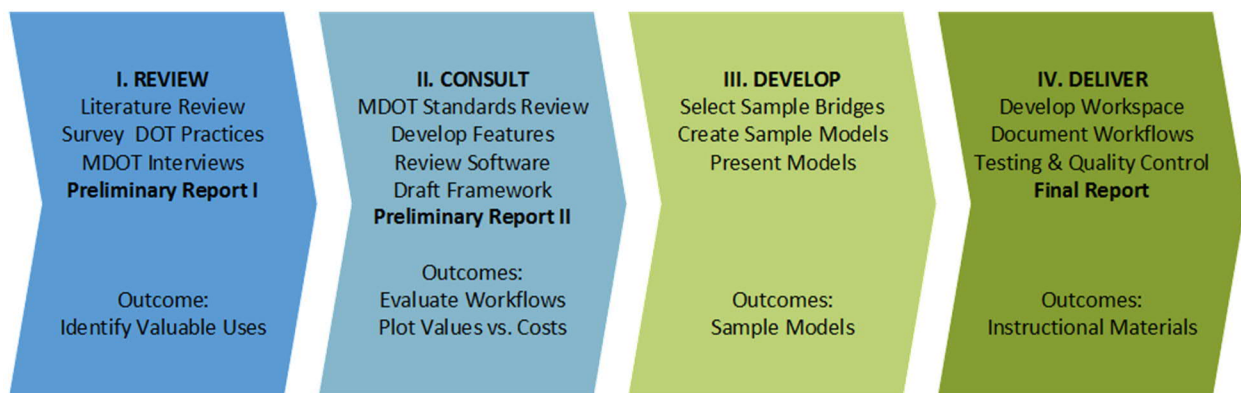 I. REVIEW
Literature Review
Survey DOT Practices
MDOT Interviews
Preliminary Report I
Outcome:
Identify Valuable Uses
II. CONSULT
MDOT Standards Review
Develop Features
Review Software
Draft Framework
Preliminary Report II
Outcomes:
Evaluate Workflows
Plot Values vs. Costs
III. DEVELOP
Select Sample Bridges
Create Sample Models
Present Models
Outcomes:
Sample Models
IV. DELIVER
Develop Workspace
Document Workflows
Testing & Quality Control
Final Report
Outcomes:
Instructional Materials